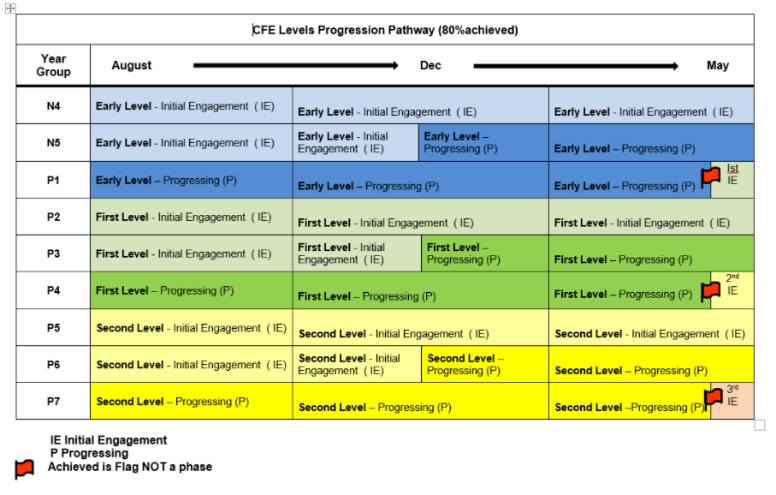 CFE Levels Progression Pathway (80%achieved)
Year
Group
August
Dec
May
N4
Early Level - Initial Engagement ( IE)
Early Level - Initial Engagement ( IE)
Early Level - Initial Engagement ( IE)
N5
Early Level - Initial Engagement ( IE)
Early Level - Initial
Engagement ( IE)
Early Level –
Progressing (P)
Early Level – Progressing (P)
P1
Early Level – Progressing (P)
Early Level – Progressing (P)
Early Level – Progressing (P)
Ist
IE
P2
First Level - Initial Engagement ( IE)
First Level - Initial Engagement ( IE)
First Level - Initial Engagement ( IE)
P3
First Level - Initial Engagement ( IE)
First Level - Initial
Engagement ( IE)
First Level –
Progressing (P)
First Level – Progressing (P)
P4
First Level – Progressing (P)
First Level – Progressing (P)
First Level – Progressing (P)
2nd
IE
P5
Second Level - Initial Engagement ( IE)
Second Level - Initial Engagement ( IE)
Second Level - Initial Engagement ( IE)
P6
Second Level - Initial Engagement ( IE)
Second Level - Initial
Engagement ( IE)
Second Level –
Progressing (P)
Second Level – Progressing (P)
P7
Second Level – Progressing (P)
Second Level – Progressing (P)
Second Level –Progressing (P)
3rd
IE
IE Initial Engagement
P Progressing
Achieved is Flag NOT a phase